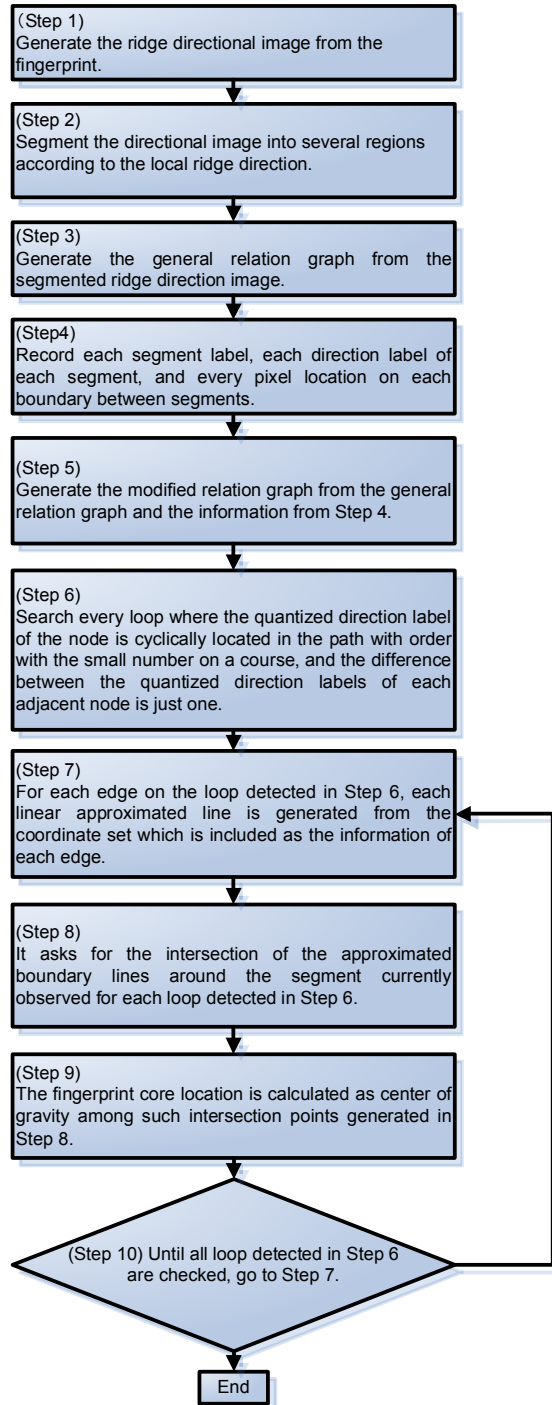 （Step 1)
Generate the ridge directional image from the
fingerprint.
(Step 2)
Segment the directional image into several regions
according to the local ridge direction.
(Step 3)
Generate the general relation graph from the
segmented ridge direction image.
(Step4)
Record each segment label, each direction label of
each segment, and every pixel location on each
boundary between segments.
(Step 5)
Generate the modified relation graph from the general
relation graph and the information from Step 4.
(Step 6)
Search every loop where the quantized direction label
of the node is cyclically located in the path with order
with the small number on a course, and the difference
between the quantized direction labels of each
adjacent node is just one.
(Step 7)
For each edge on the loop detected in Step 6, each
linear approximated line is generated from the
coordinate set which is included as the information of
each edge.
(Step 8)
It asks for the intersection of the approximated
boundary lines around the segment currently
observed for each loop detected in Step 6.
(Step 9)
The fingerprint core location is calculated as center of
gravity among such intersection points generated in
Step 8.
(Step 10) Until all loop detected in Step 6
are checked, go to Step 7.
End